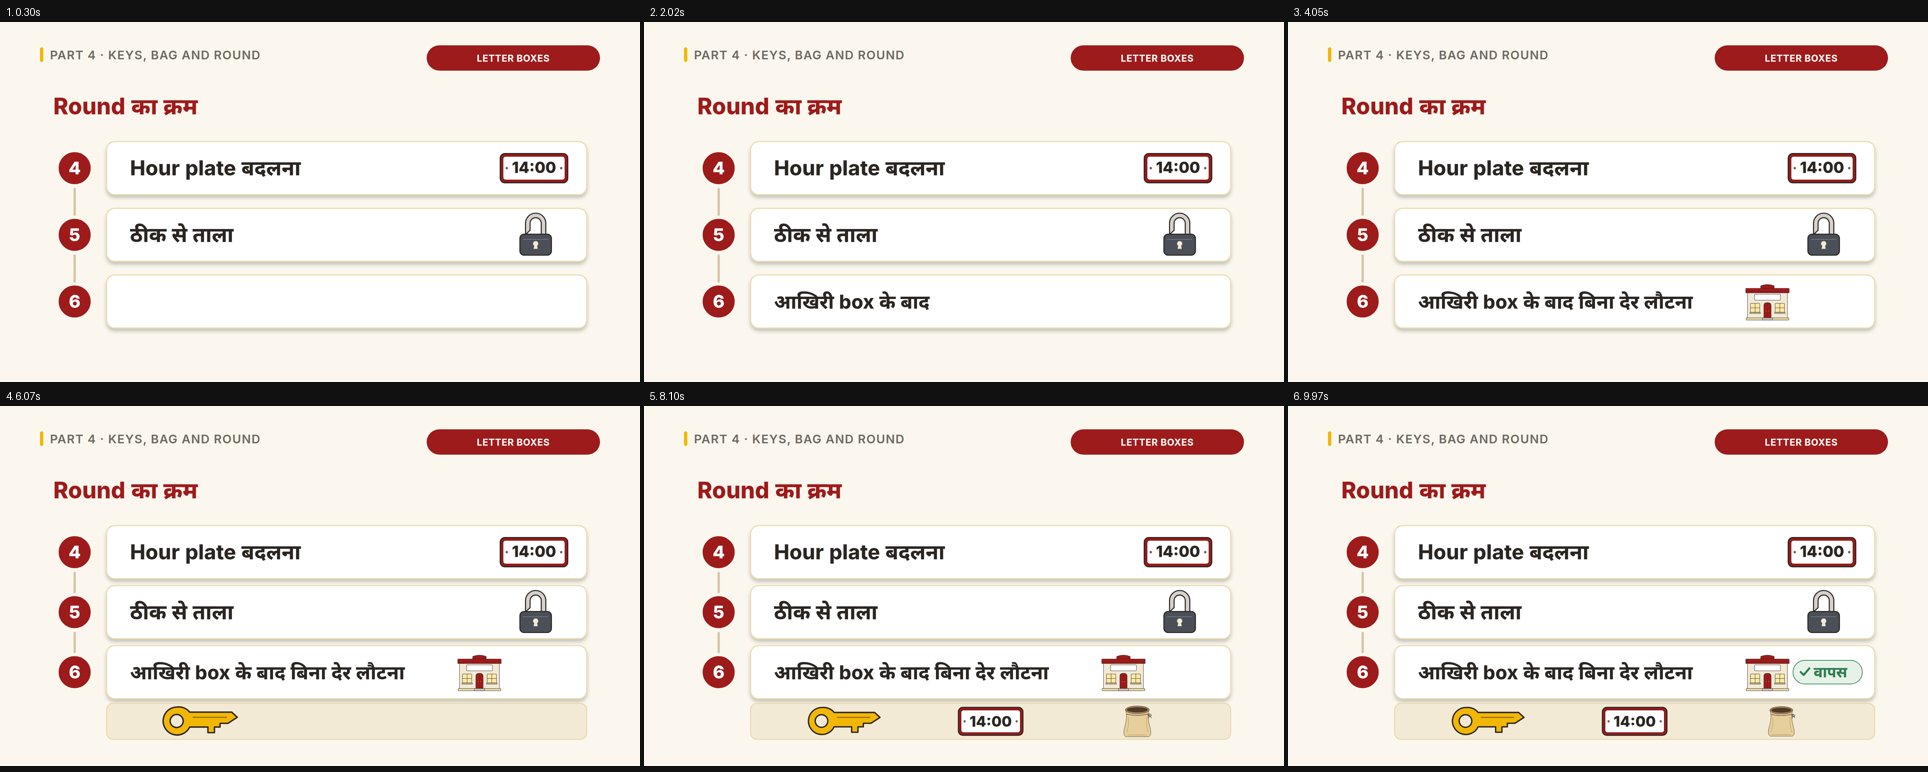 1. 0.30s
PART 4 · KEYS, BAG AND ROUND
LETTER BOXES
Round का क्रम
4 Hour plate बदलना 14:00
5 ठीक से ताला
6
2. 2.02s
PART 4 · KEYS, BAG AND ROUND
LETTER BOXES
Round का क्रम
4 Hour plate बदलना 14:00
5 ठीक से ताला
6 आखिरी box के बाद
3. 4.05s
PART 4 · KEYS, BAG AND ROUND
LETTER BOXES
Round का क्रम
4 Hour plate बदलना 14:00
5 ठीक से ताला
6 आखिरी box के बाद बिना देर लौटना
4. 6.07s
PART 4 · KEYS, BAG AND ROUND
LETTER BOXES
Round का क्रम
4 Hour plate बदलना 14:00
5 ठीक से ताला
6 आखिरी box के बाद बिना देर लौटना
5. 8.10s
PART 4 · KEYS, BAG AND ROUND
LETTER BOXES
Round का क्रम
4 Hour plate बदलना 14:00
5 ठीक से ताला
6 आखिरी box के बाद बिना देर लौटना
14:00
6. 9.97s
PART 4 · KEYS, BAG AND ROUND
LETTER BOXES
Round का क्रम
4 Hour plate बदलना 14:00
5 ठीक से ताला
6 आखिरी box के बाद बिना देर लौटना ✓ वापस
14:00